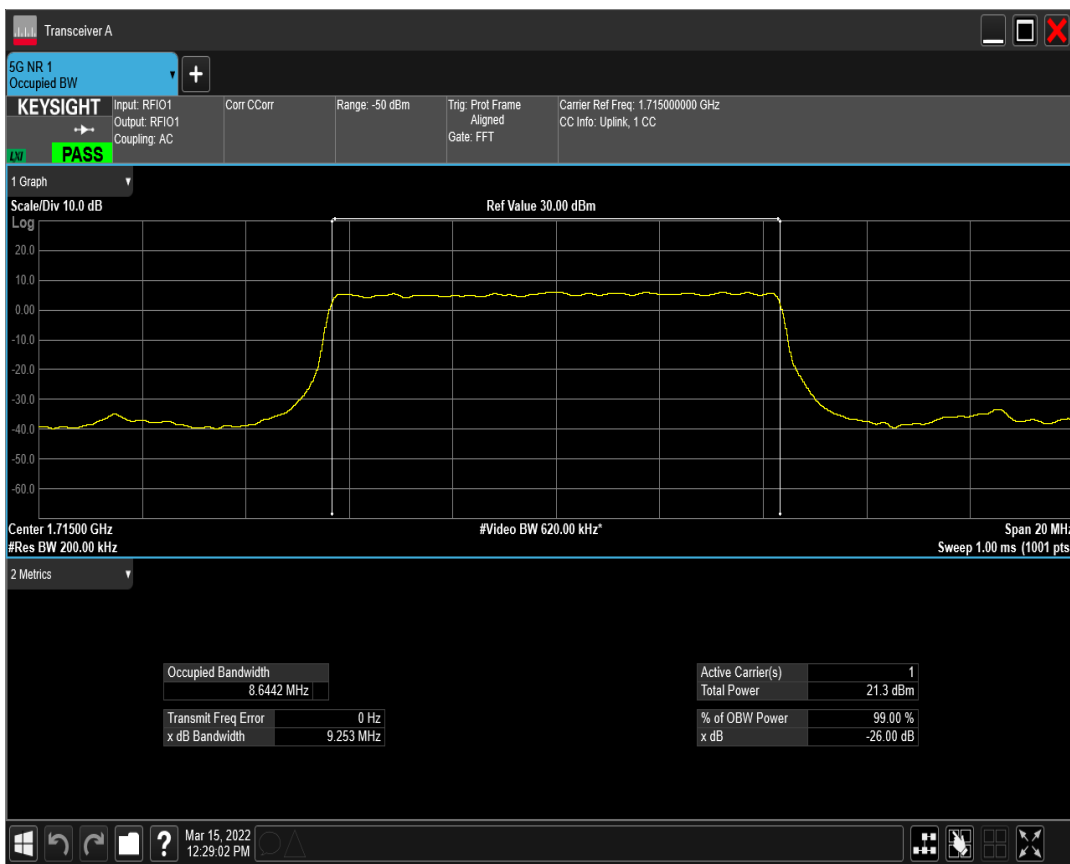 Transceiver A
5G NR 1
Occupied BW
+
KEYSIGHT
LXI
PASS
Input: RFIO1
Output: RFIO1
Coupling: AC
Corr CCorr
Range: -50 dBm
Trig: Prot Frame
Aligned
Gate: FFT
Carrier Ref Freq: 1.715000000 GHz
CC Info: Uplink, 1 CC
1 Graph
Scale/Div 10.0 dB
Ref Value 30.00 dBm
Log
20.0
10.0
0.00
-10.0
-20.0
-30.0
-40.0
-50.0
-60.0
Center 1.71500 GHz
#Video BW 620.00 kHz*
Span 20 MHz
#Res BW 200.00 kHz
Sweep 1.00 ms (1001 pts
2 Metrics
Occupied Bandwidth
8.6442 MHz
Transmit Freq Error 0 Hz
x dB Bandwidth 9.253 MHz
Active Carrier(s) 1
Total Power 21.3 dBm
% of OBW Power 99.00 %
x dB -26.00 dB
?
Mar 15, 2022
12:29:02 PM